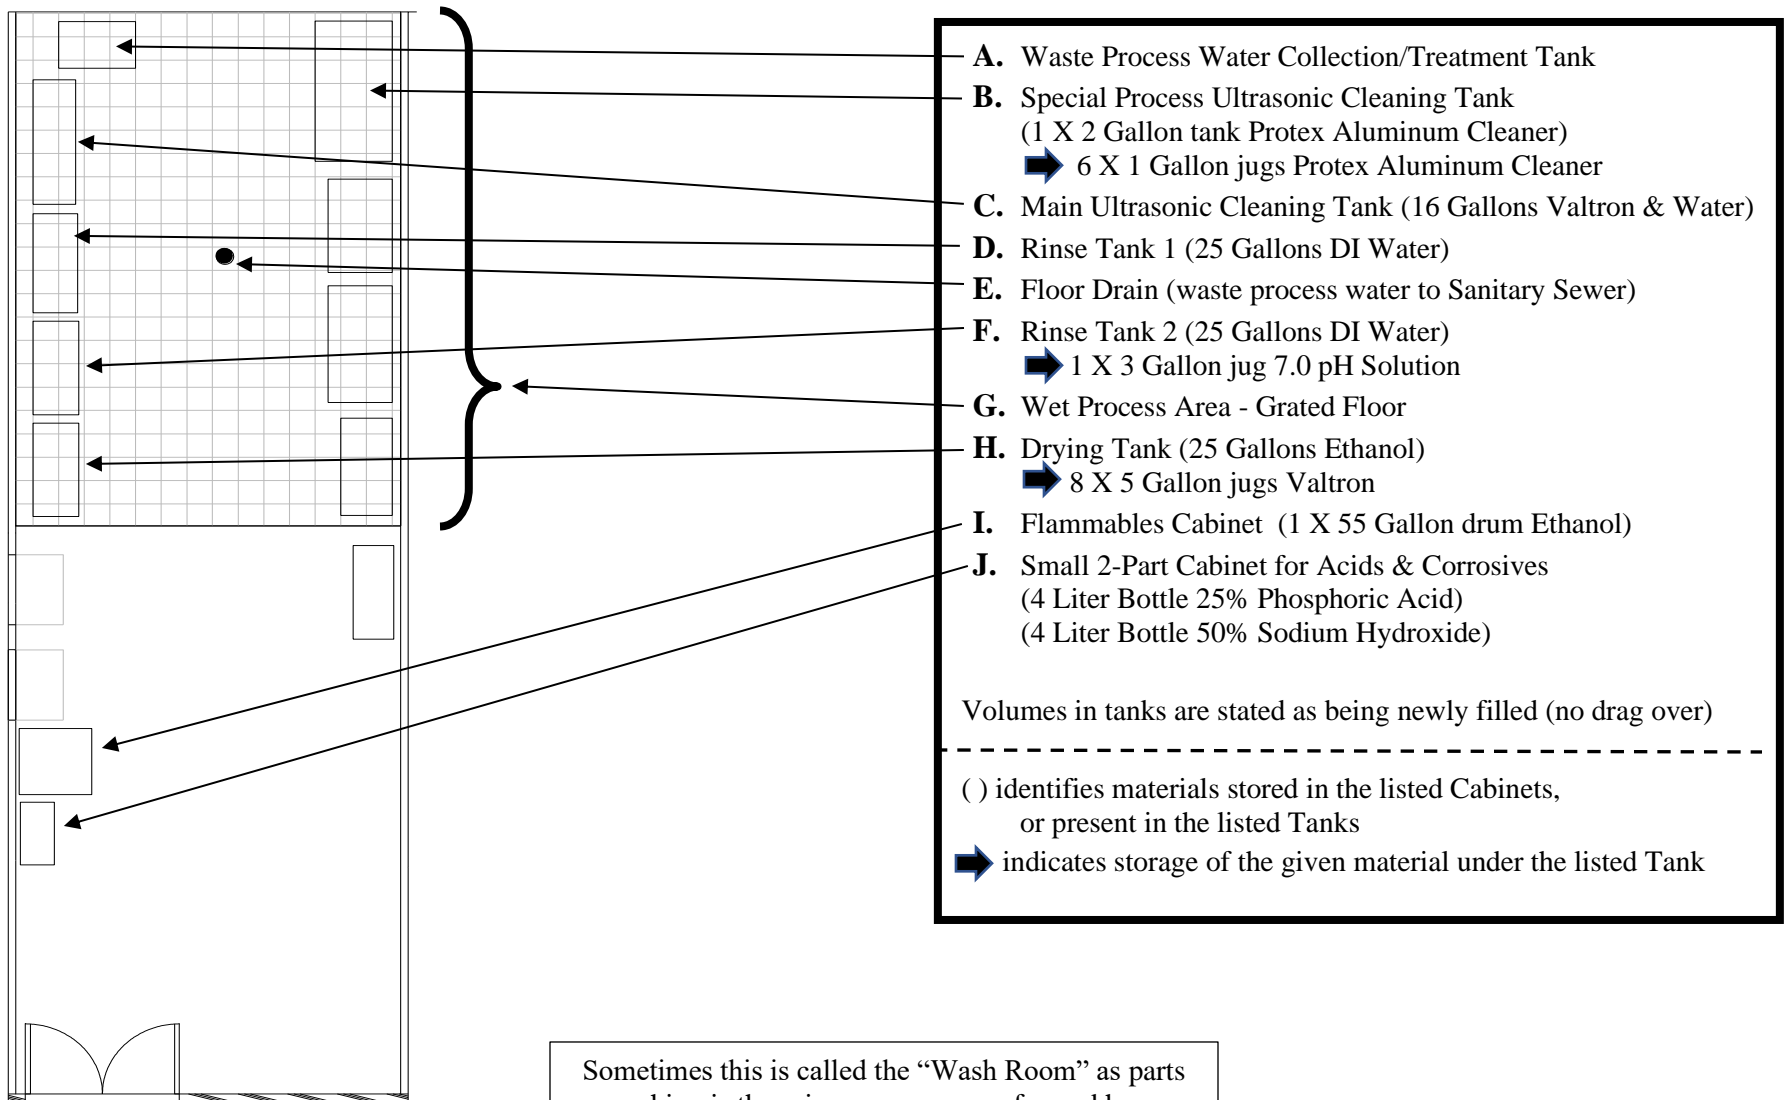 A. Waste Process Water Collection/Treatment Tank
B. Special Process Ultrasonic Cleaning Tank
(1 X 2 Gallon tank Protex Aluminum Cleaner)
6 X 1 Gallon jugs Protex Aluminum Cleaner
C. Main Ultrasonic Cleaning Tank (16 Gallons Valtron & Water)
D. Rinse Tank 1 (25 Gallons DI Water)
E. Floor Drain (waste process water to Sanitary Sewer)
F. Rinse Tank 2 (25 Gallons DI Water)
1 X 3 Gallon jug 7.0 pH Solution
G. Wet Process Area - Grated Floor
H. Drying Tank (25 Gallons Ethanol)
8 X 5 Gallon jugs Valtron
I. Flammables Cabinet (1 X 55 Gallon drum Ethanol)
J. Small 2-Part Cabinet for Acids & Corrosives
(4 Liter Bottle 25% Phosphoric Acid)
(4 Liter Bottle 50% Sodium Hydroxide)
Volumes in tanks are stated as being newly filled (no drag over)
( ) identifies materials stored in the listed Cabinets,
or present in the listed Tanks
indicates storage of the given material under the listed Tank
Sometimes this is called the “Wash Room” as parts